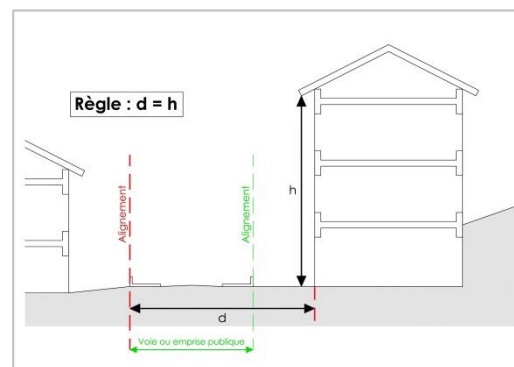 Règle : d = h
Alignement
Alignement
h
d
Voie ou emprise publique